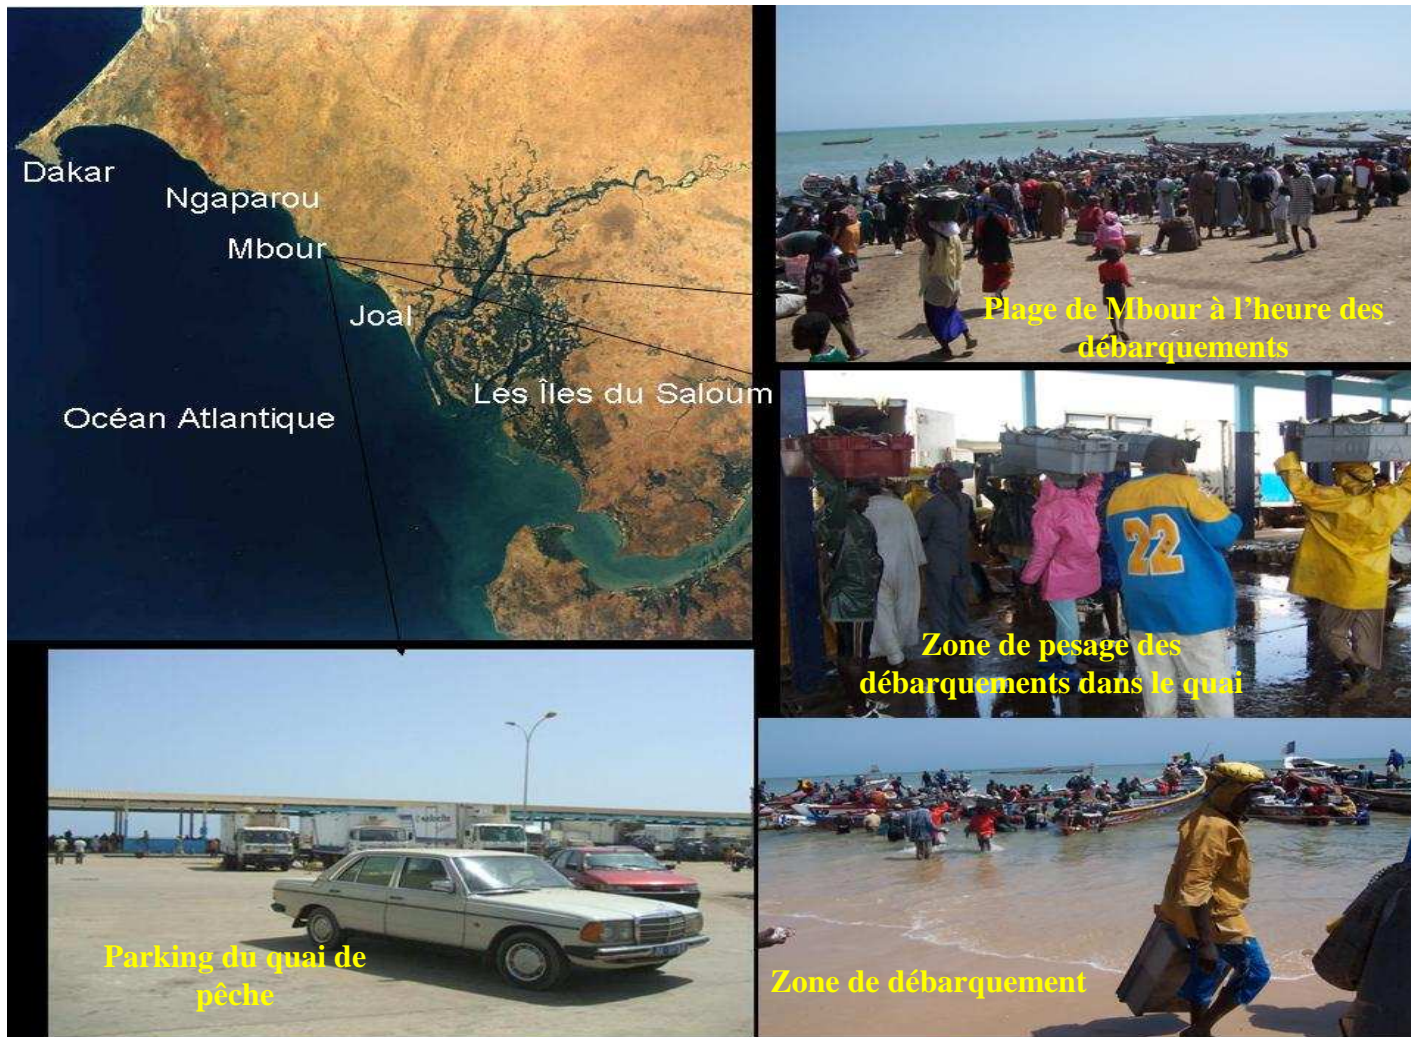 Dakar
Ngaparou
Mbour
Joal
Les Îles du Saloum
Océan Atlantique
Plage de Mbour à l'heure des
débarquements
22
Zone de pesage des
débarquements dans le quai
Parking du quai de
pêche
Zone de débarquement